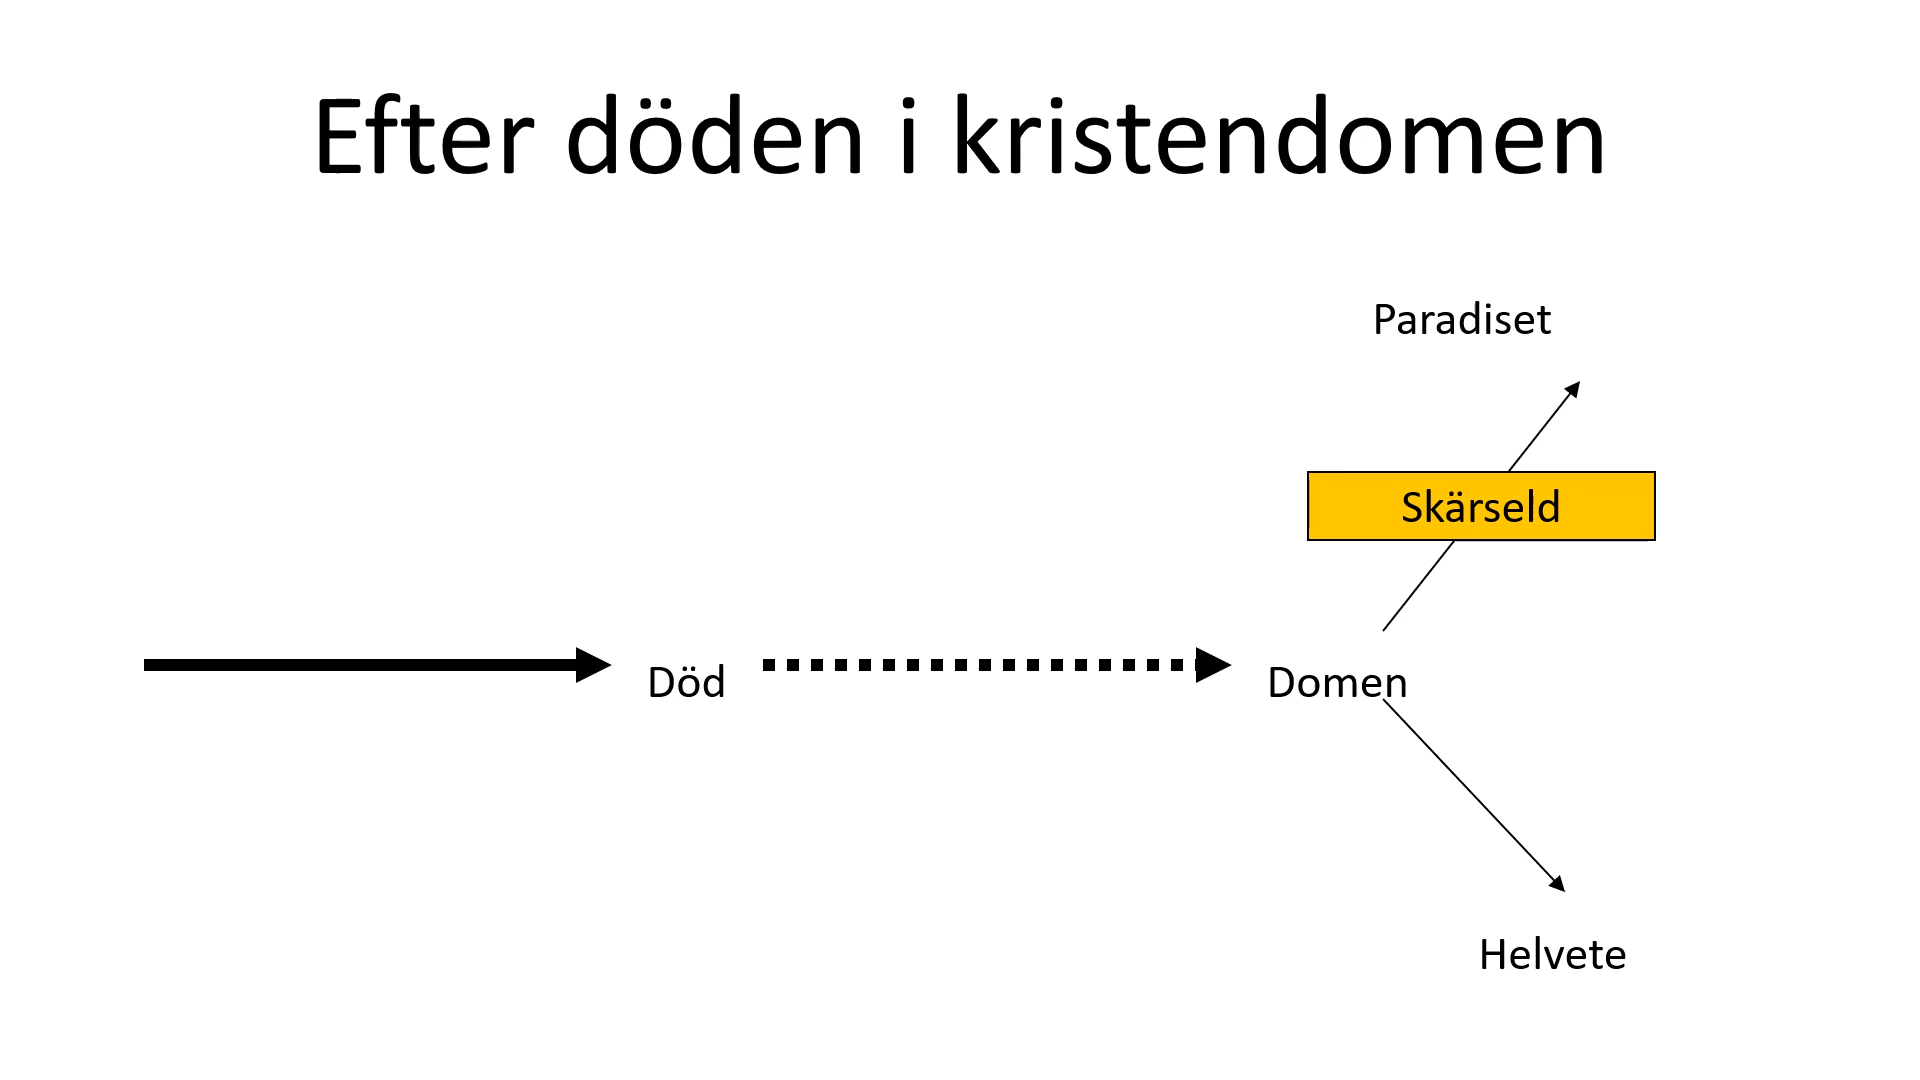 Efter döden i kristendomen
Paradiset
Skärseld
Död
Domen
Helvete